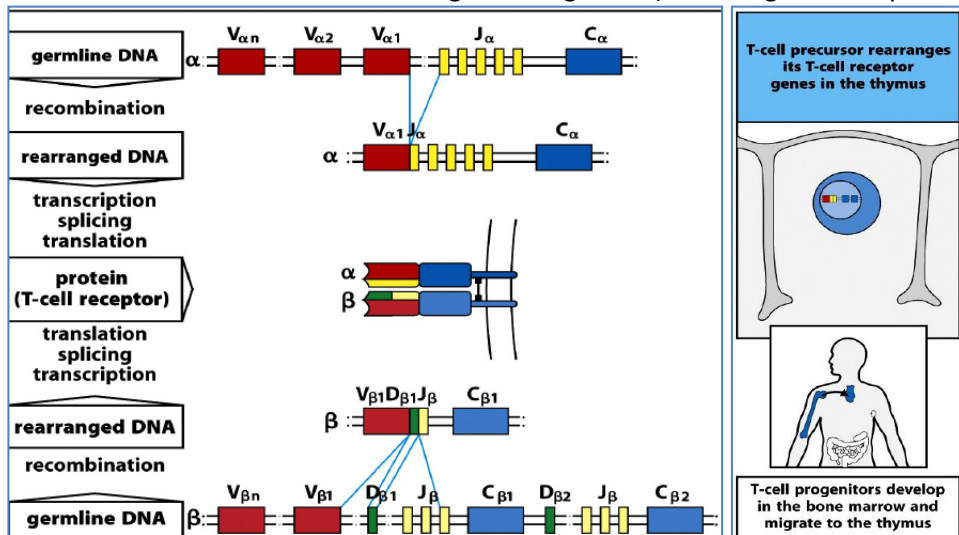 Vαn Vα2 Vα1 Jα Cα
germline DNA α
recombination
Vα1 Jα Cα
rearranged DNA α
transcription
splicing
translation
protein
(T-cell receptor)
α
β
translation
splicing
transcription
Vβ1 Dβ1 Jβ Cβ1
rearranged DNA β
recombination
Vβn Vβ1 Dβ1 Jβ Cβ1 Dβ2 Jβ Cβ2
germline DNA β
T-cell precursor rearranges
its T-cell receptor
genes in the thymus
T-cell progenitors develop
in the bone marrow and
migrate to the thymus